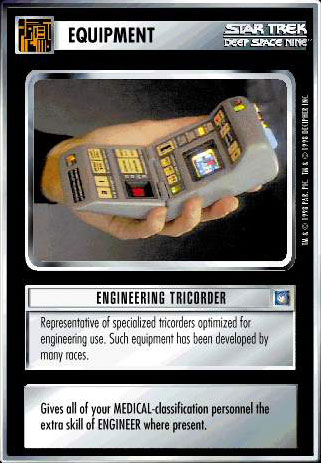 EQUIPMENT
STAR TREK
DEEP SPACE NINE
TM & © 1998 PAR. PIC. TM & © 1998 DECIPHER INC.
ENGINEERING TRICORDER
Representative of specialized tricorders optimized for
engineering use. Such equipment has been developed by
many races.
Gives all of your MEDICAL-classification personnel the
extra skill of ENGINEER where present.